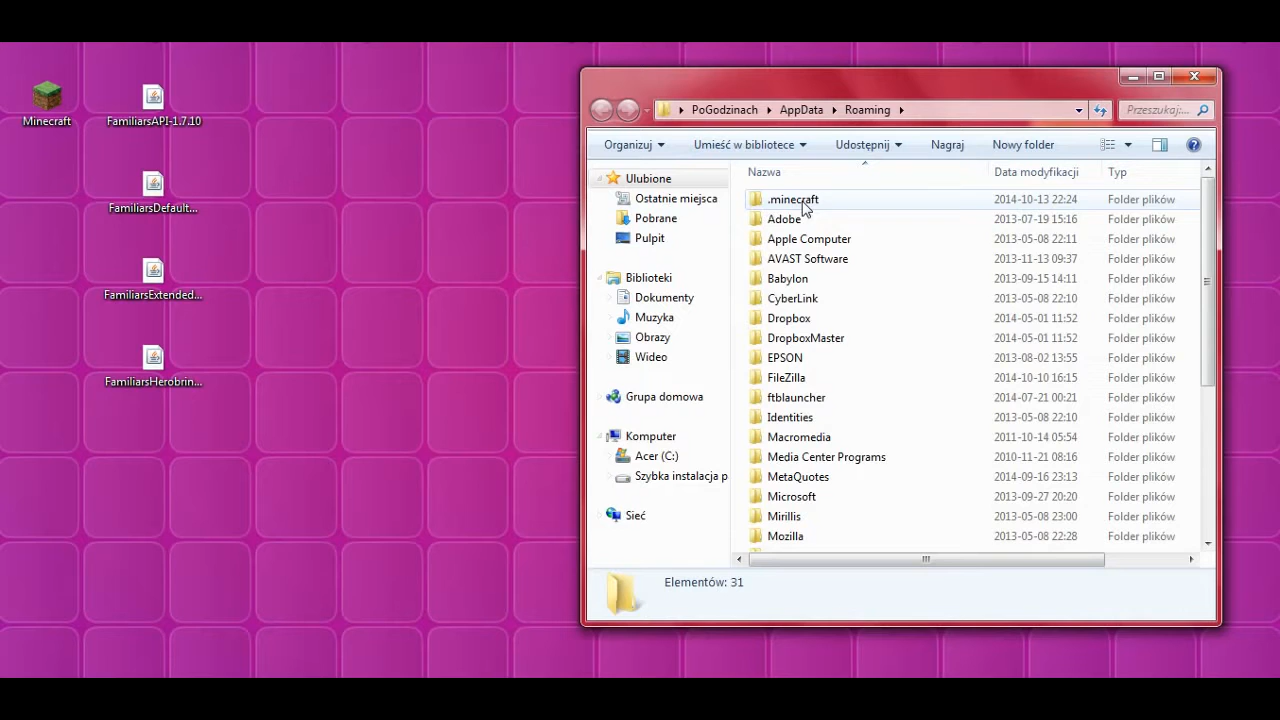 Minecraft
FamiliarsAPI-1.7.10
FamiliarsDefault...
FamiliarsExtended...
FamiliarsHerobrin...
PoGodzinach AppData Roaming
Przeszukaj:...
Organizuj Umieść w bibliotece Udostępnij Nagraj Nowy folder
Ulubione
Ostatnie miejsca
Pobrane
Pulpit
Biblioteki
Dokumenty
Muzyka
Obrazy
Wideo
Grupa domowa
Komputer
Acer (C:)
Szybka instalacja p
Sieć
Nazwa Data modyfikacji Typ
.minecraft 2014-10-13 22:24 Folder plików
Adobe 2013-07-19 15:16 Folder plików
Apple Computer 2013-05-08 22:11 Folder plików
AVAST Software 2013-11-13 09:37 Folder plików
Babylon 2013-09-15 14:11 Folder plików
CyberLink 2013-05-08 22:10 Folder plików
Dropbox 2014-05-01 11:52 Folder plików
DropboxMaster 2014-05-01 11:52 Folder plików
EPSON 2013-08-02 13:55 Folder plików
FileZilla 2014-10-10 16:15 Folder plików
ftblauncher 2014-07-21 00:21 Folder plików
Identities 2013-05-08 22:10 Folder plików
Macromedia 2011-10-14 05:54 Folder plików
Media Center Programs 2010-11-21 08:16 Folder plików
MetaQuotes 2014-09-16 23:13 Folder plików
Microsoft 2013-09-27 20:20 Folder plików
Mirillis 2013-05-08 23:00 Folder plików
Mozilla 2013-05-08 22:28 Folder plików
Elementów: 31